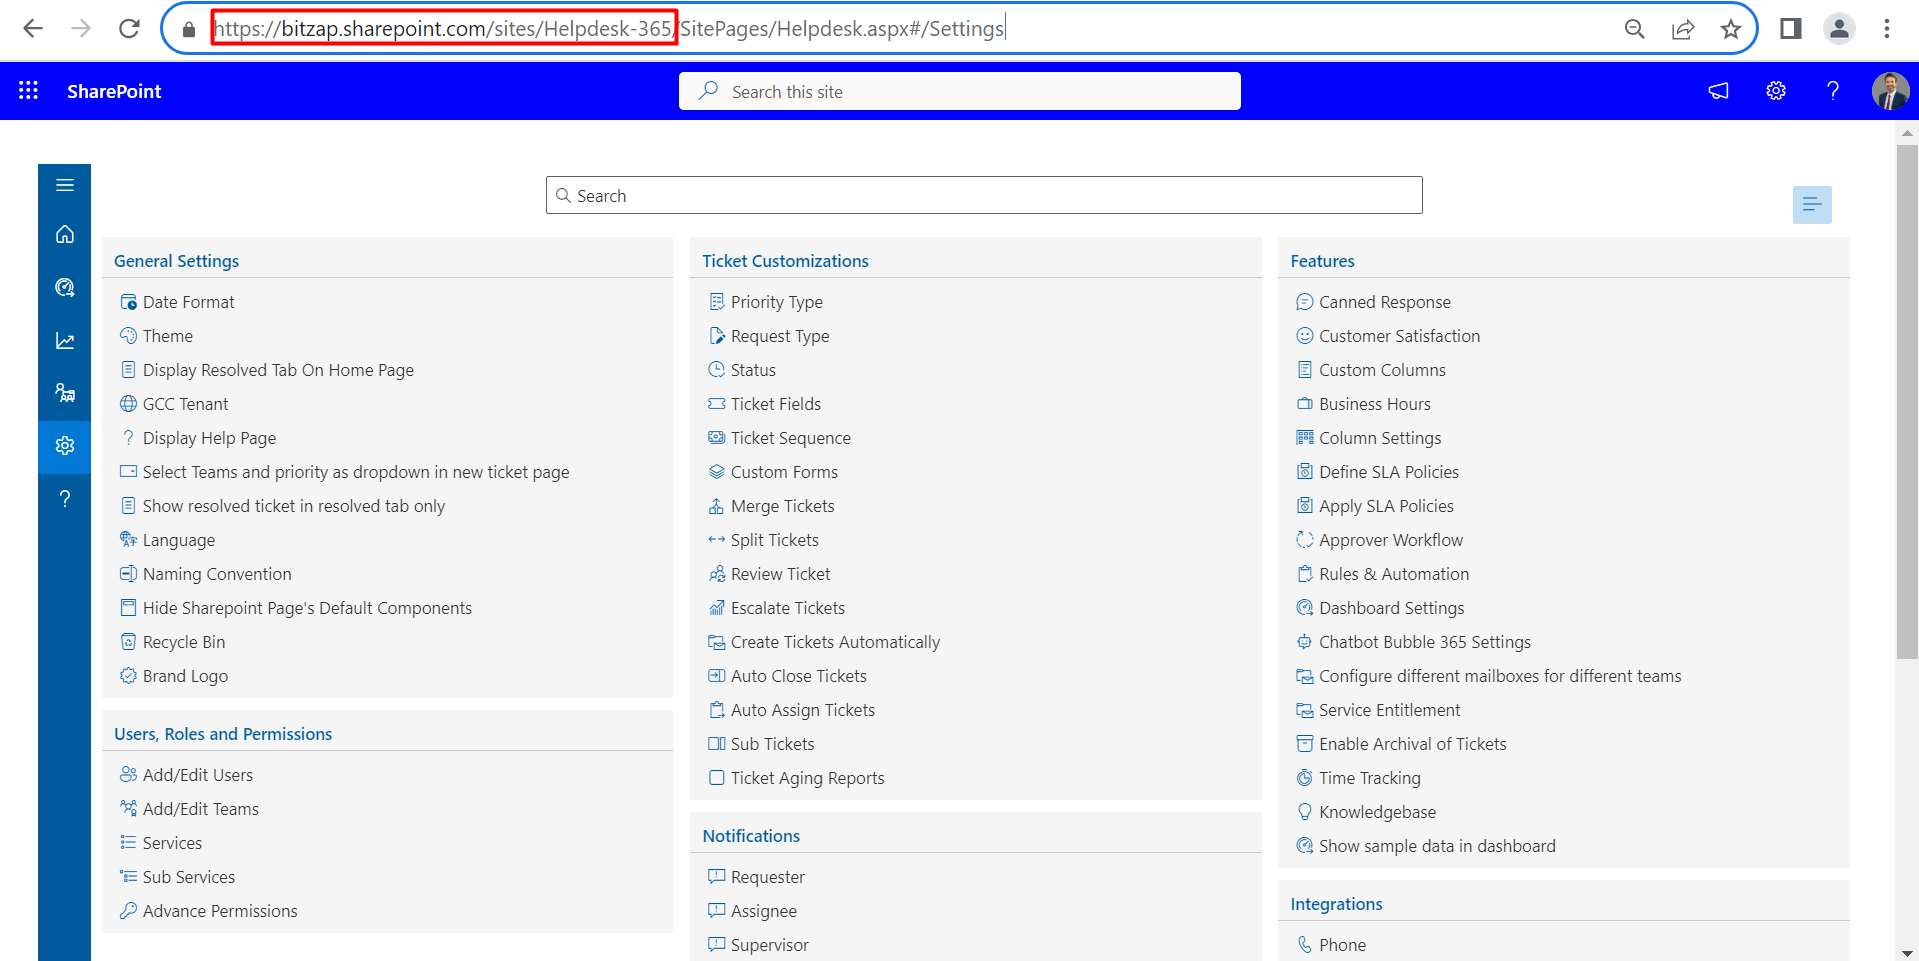 https://bitzap.sharepoint.com/sites/Helpdesk-365/SitePages/Helpdesk.aspx#/Settings
SharePoint
Search this site
Search
General Settings
Date Format
Theme
Display Resolved Tab On Home Page
GCC Tenant
Display Help Page
Select Teams and priority as dropdown in new ticket page
Show resolved ticket in resolved tab only
Language
Naming Convention
Hide Sharepoint Page's Default Components
Recycle Bin
Brand Logo
Users, Roles and Permissions
Add/Edit Users
Add/Edit Teams
Services
Sub Services
Advance Permissions
Ticket Customizations
Priority Type
Request Type
Status
Ticket Fields
Ticket Sequence
Custom Forms
Merge Tickets
Split Tickets
Review Ticket
Escalate Tickets
Create Tickets Automatically
Auto Close Tickets
Auto Assign Tickets
Sub Tickets
Ticket Aging Reports
Notifications
Requester
Assignee
Supervisor
Features
Canned Response
Customer Satisfaction
Custom Columns
Business Hours
Column Settings
Define SLA Policies
Apply SLA Policies
Approver Workflow
Rules & Automation
Dashboard Settings
Chatbot Bubble 365 Settings
Configure different mailboxes for different teams
Service Entitlement
Enable Archival of Tickets
Time Tracking
Knowledgebase
Show sample data in dashboard
Integrations
Phone